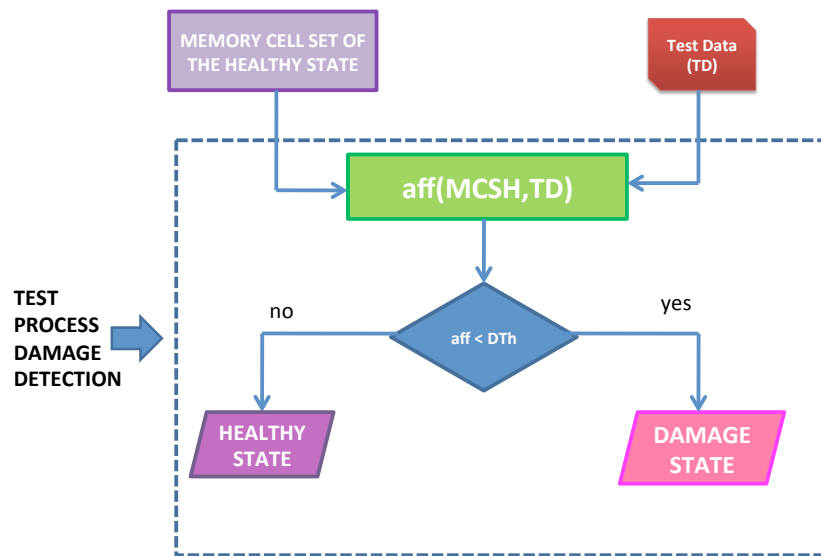 MEMORY CELL SET OF
THE HEALTHY STATE
Test Data
(TD)
aff(MCSH,TD)
TEST
PROCESS
DAMAGE
DETECTION
no
yes
aff < DTh
HEALTHY
STATE
DAMAGE
STATE